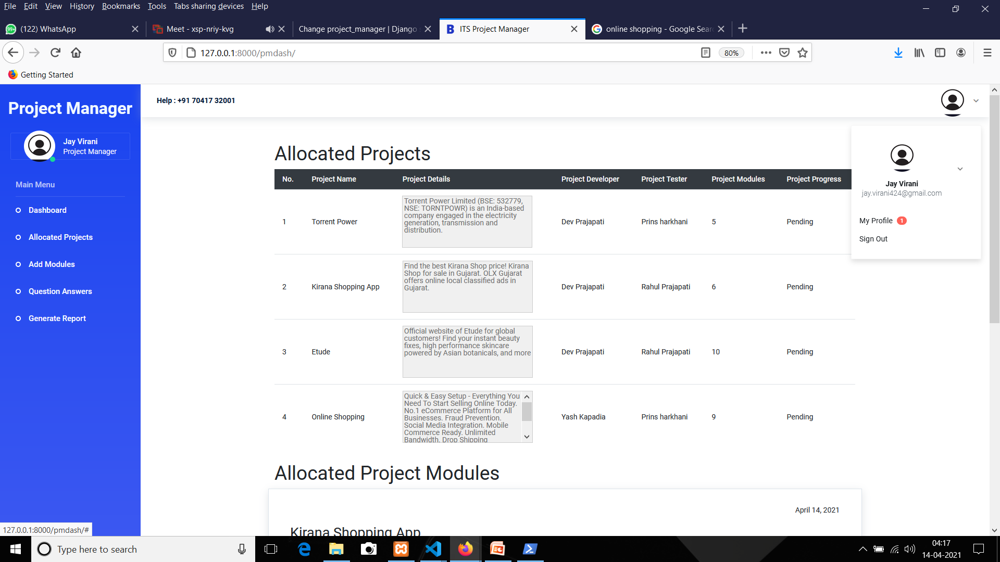 File Edit View History Bookmarks Tools Tabs sharing devices Help
(122) WhatsApp
Meet - xsp-nriy-kvg
Change project_manager | Django
ITS Project Manager
online shopping - Google Sear
127.0.0.1:8000/pmdash/
80%
Getting Started
Project Manager
Jay Virani
Project Manager
Main Menu
Dashboard
Allocated Projects
Add Modules
Question Answers
Generate Report
Help : +91 70417 32001
Jay Virani
jay.virani424@gmail.com
My Profile 1
Sign Out
Allocated Projects
No. Project Name Project Details Project Developer Project Tester Project Modules Project Progress
1 Torrent Power
Torrent Power Limited (BSE: 532779,
NSE: TORNTPOWR) is an India-based
company engaged in the electricity
generation, transmission and
distribution.
Dev Prajapati Prins harkhani 5 Pending
2 Kirana Shopping App
Find the best Kirana Shop price! Kirana
Shop for sale in Gujarat. OLX Gujarat
offers online local classified ads in
Gujarat.
Dev Prajapati Rahul Prajapati 6 Pending
3 Etude
Official website of Etude for global
customers! Find your instant beauty
fixes, high performance skincare
powered by Asian botanicals, and more
Dev Prajapati Rahul Prajapati 10 Pending
4 Online Shopping
Quick & Easy Setup - Everything You
Need To Start Selling Online Today.
No.1 eCommerce Platform for All
Businesses. Fraud Prevention.
Social Media Integration. Mobile
Commerce Ready. Unlimited
Bandwidth. Drop Shipping
Yash Kapadia Prins harkhani 9 Pending
Allocated Project Modules
April 14, 2021
Kirana Shopping App
127.0.0.1:8000/pmdash/#
Type here to search
04:17
14-04-2021